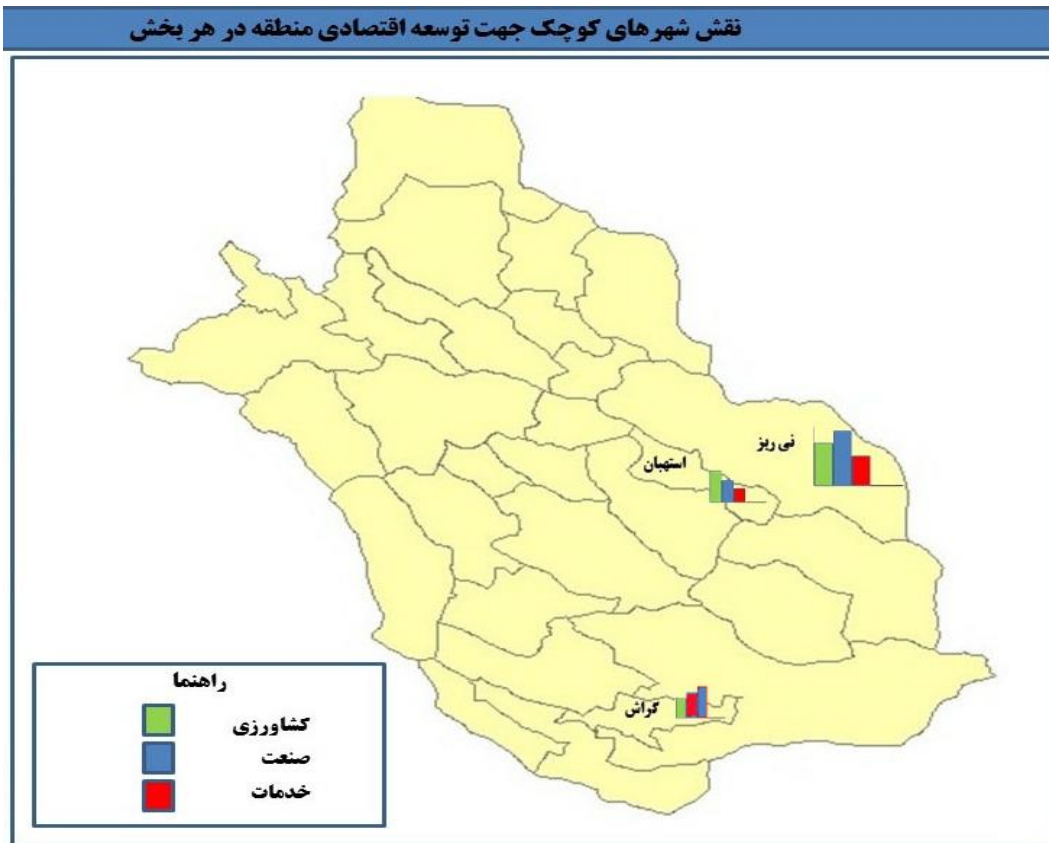 نقش شهرهای کوچک جهت توسعه اقتصادی منطقه در هر بخش
نی ریز
استهبان
گراش
راهنما
کشاورزی
صنعت
خدمات